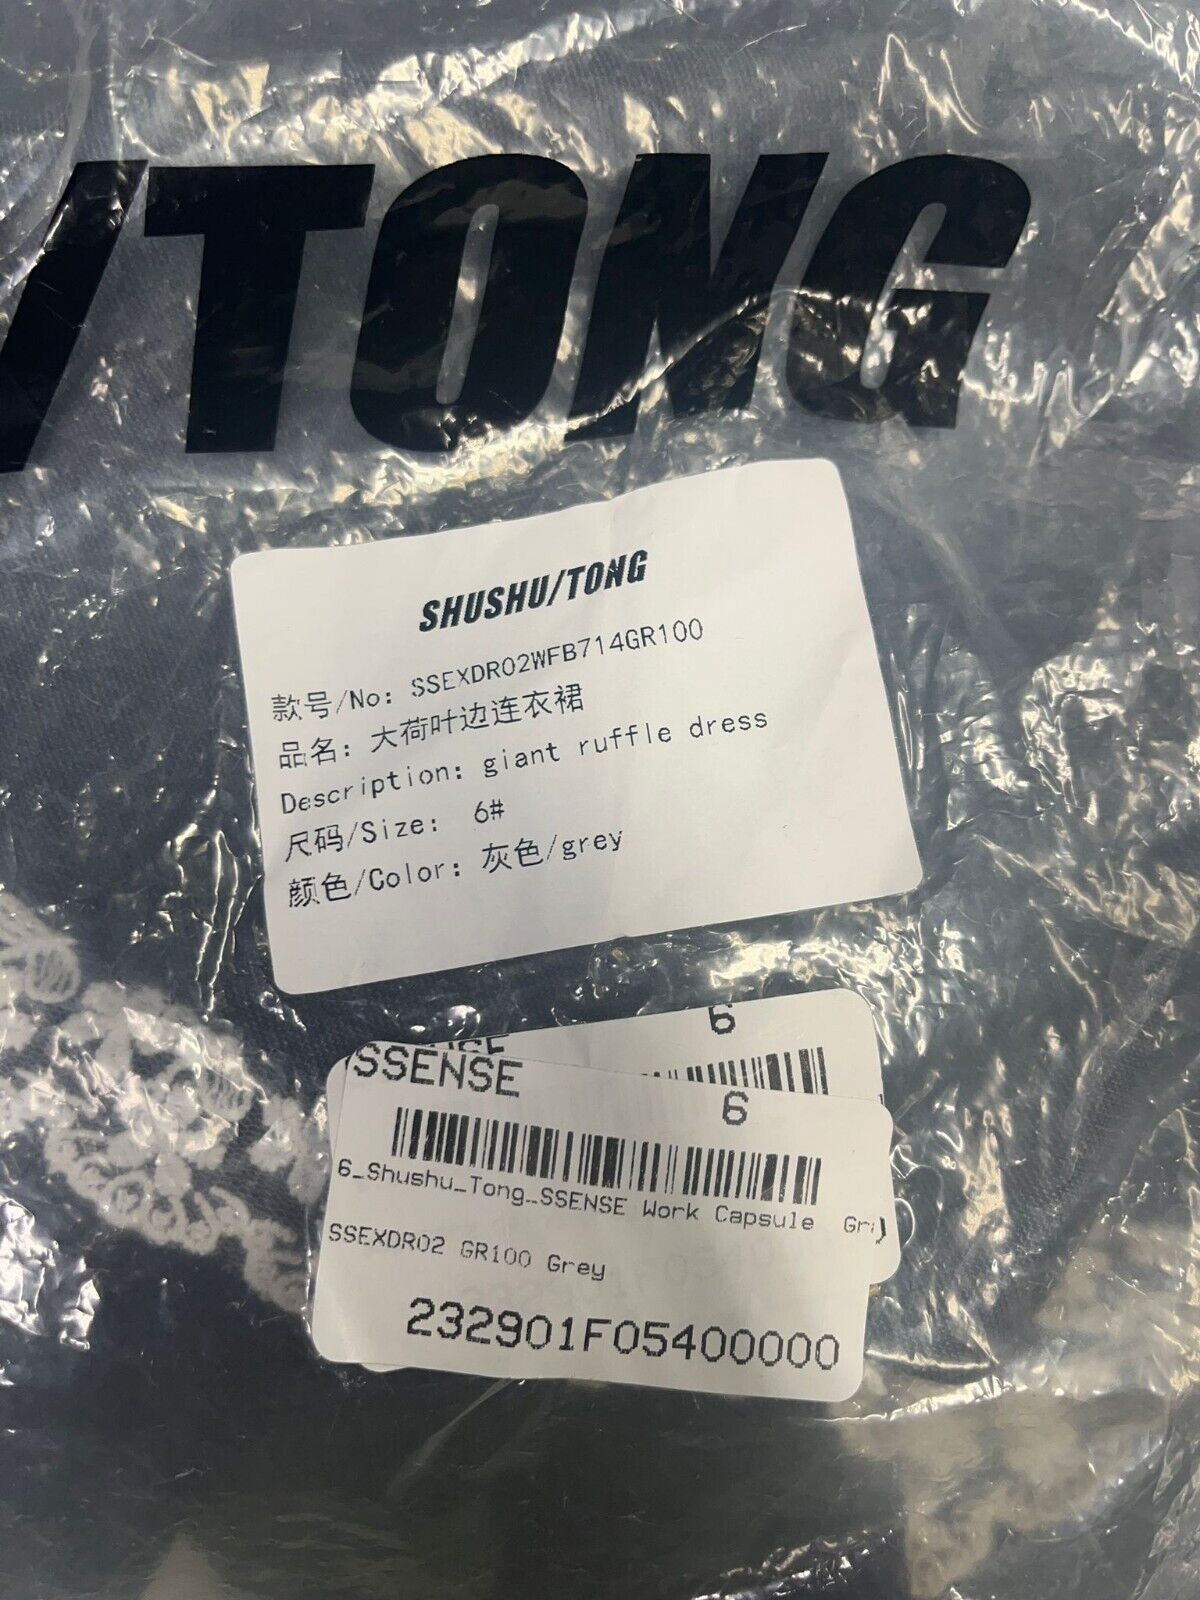 /TONG
SHUSHU/TONG
款号/No: SSEXDR02WFB714GR100
品名: 大荷叶边连衣裙
Description: giant ruffle dress
尺码/Size: 6#
颜色/Color: 灰色/grey
6
SSENSE
6
6_Shushu_Tong_SSENSE Work Capsule
SSEXDR02 GR100 Grey
232901F05400000